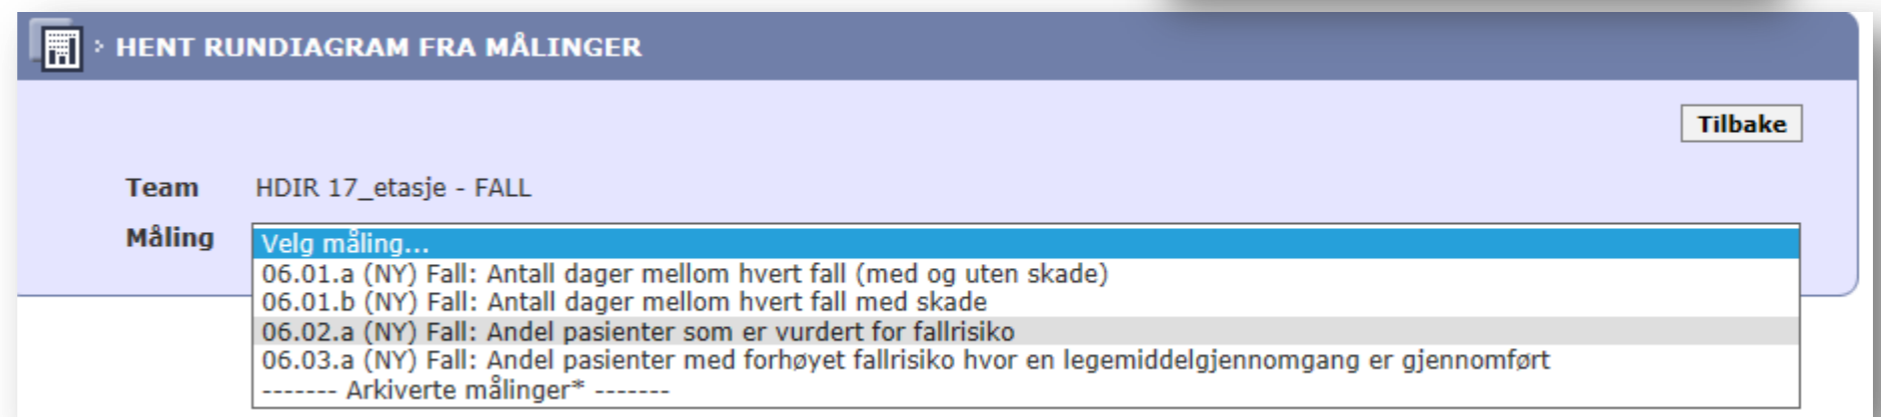 HENT RUNDIAGRAM FRA MÅLINGER
Tilbake
Team HDIR 17_etasje - FALL
Måling Velg måling...
06.01.a (NY) Fall: Antall dager mellom hvert fall (med og uten skade)
06.01.b (NY) Fall: Antall dager mellom hvert fall med skade
06.02.a (NY) Fall: Andel pasienter som er vurdert for fallrisiko
06.03.a (NY) Fall: Andel pasienter med forhøyet fallrisiko hvor en legemiddelgjennomgang er gjennomført
------- Arkiverte målinger* -------